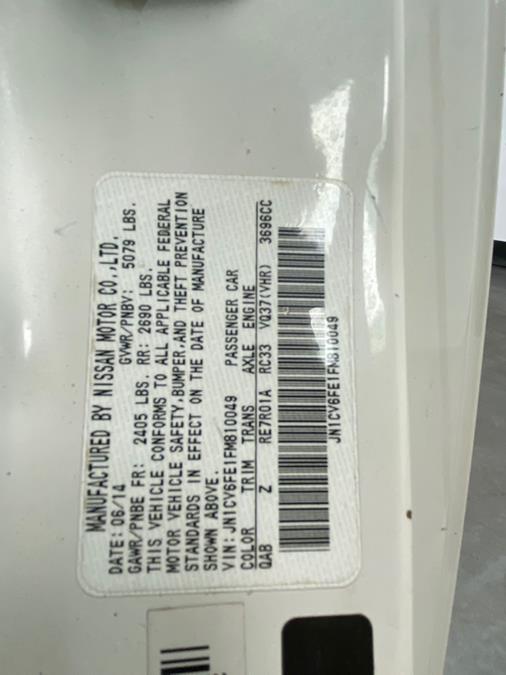 MANUFACTURED BY NISSAN MOTOR CO.,LTD.
DATE: 06/14 GVWR/PNBV: 5079 LBS.
GAWR/PNBE FR: 2405 LBS. RR: 2690 LBS.
THIS VEHICLE CONFORMS TO ALL APPLICABLE FEDERAL
MOTOR VEHICLE SAFETY,BUMPER,AND THEFT PREVENTION
STANDARDS IN EFFECT ON THE DATE OF MANUFACTURE
SHOWN ABOVE.
VIN: JN1CV6FE1FM810049 PASSENGER CAR
COLOR TRIM TRANS AXLE ENGINE
QAB Z RE7R01A RC33 VQ37(VHR) 3696CC
JN1CV6FE1FM810049